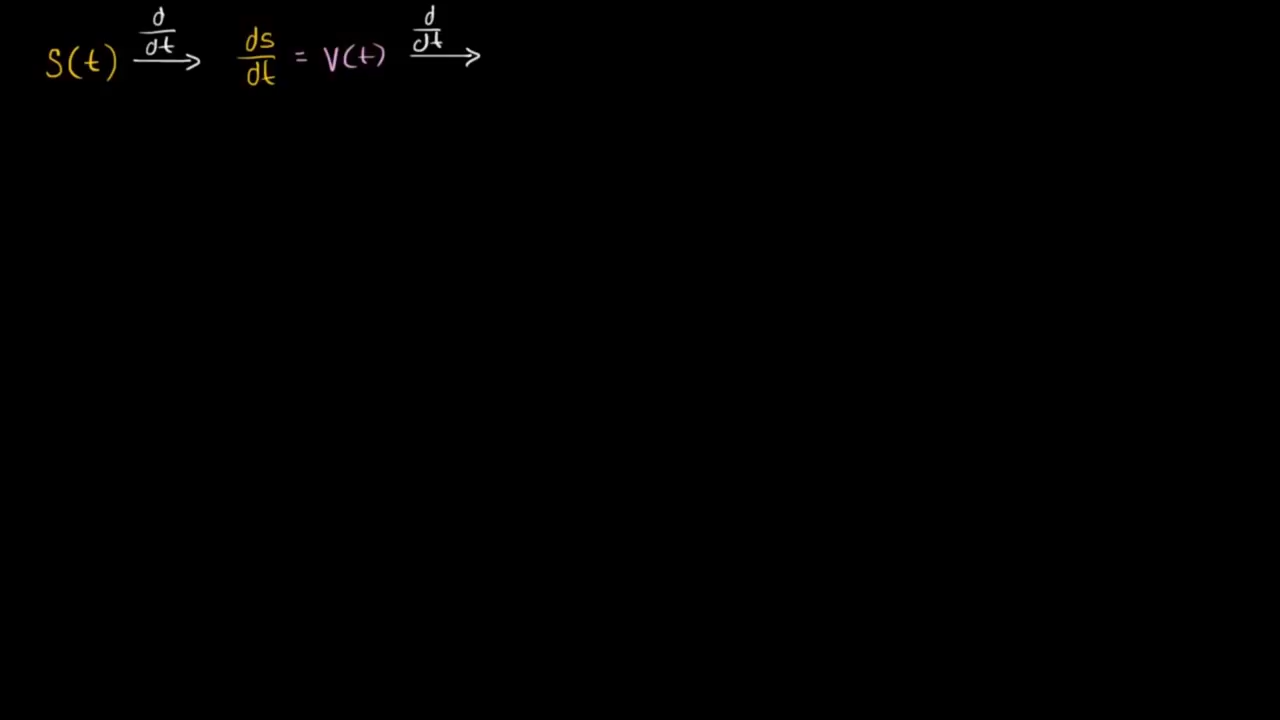 S(t) d/dt → ds/dt = v(t) d/dt →